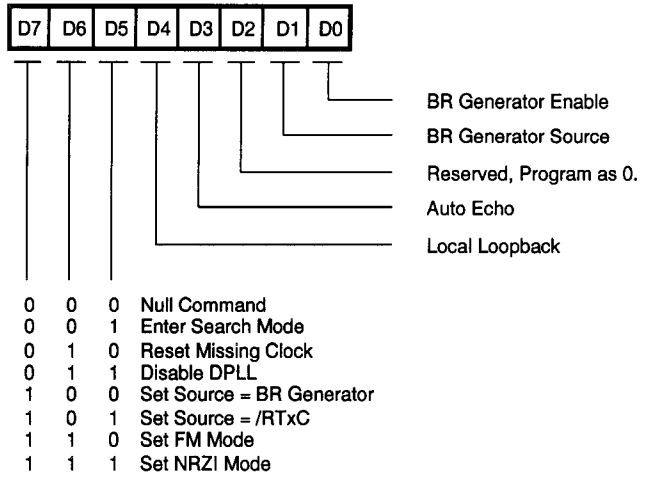 D7 D6 D5 D4 D3 D2 D1 D0
BR Generator Enable
BR Generator Source
Reserved, Program as 0.
Auto Echo
Local Loopback
0 0 0 Null Command
0 0 1 Enter Search Mode
0 1 0 Reset Missing Clock
0 1 1 Disable DPLL
1 0 0 Set Source = BR Generator
1 0 1 Set Source = /RTxC
1 1 0 Set FM Mode
1 1 1 Set NRZI Mode